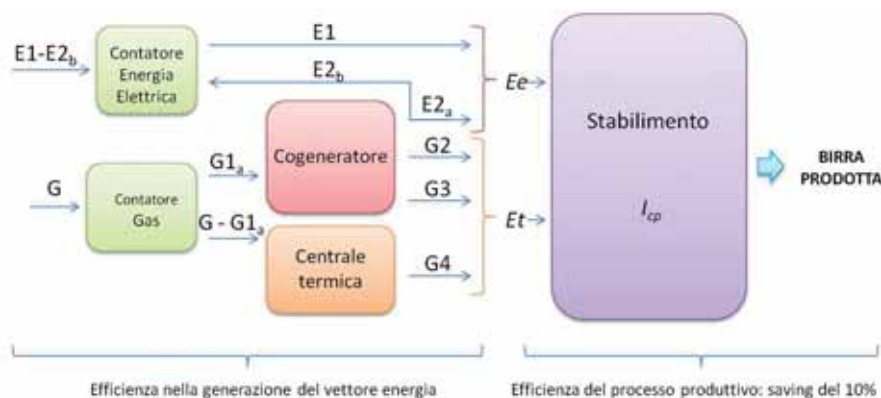 E1-E2b
Contatore
Energia
Elettrica
E1
E2b
E2a
Ee
G
Contatore
Gas
G1a
G - G1a
Cogeneratore
G2
G3
Centrale
termica
G4
Et
Stabilimento
Icp
BIRRA
PRODOTTA
Efficienza nella generazione del vettore energia
Efficienza del processo produttivo: saving del 10%